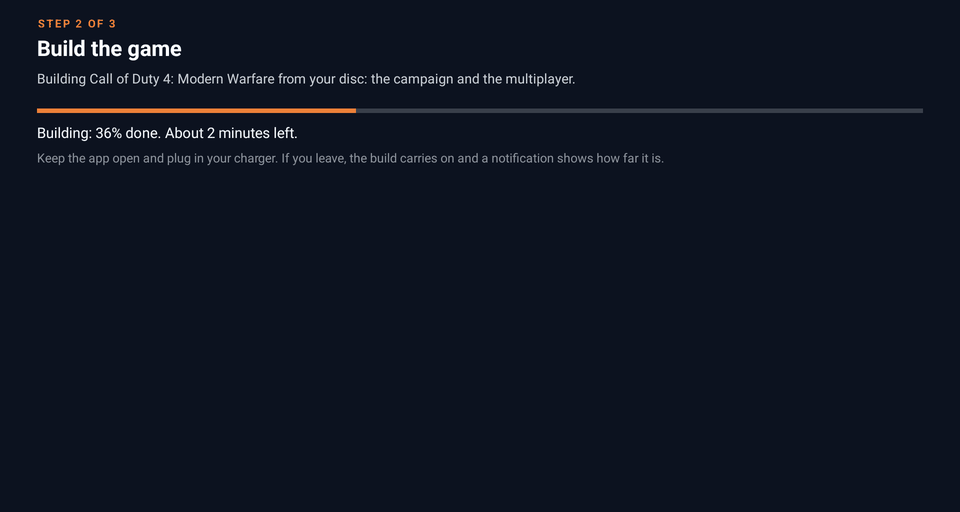 STEP 2 OF 3
Build the game
Building Call of Duty 4: Modern Warfare from your disc: the campaign and the multiplayer.
Building: 36% done. About 2 minutes left.
Keep the app open and plug in your charger. If you leave, the build carries on and a notification shows how far it is.